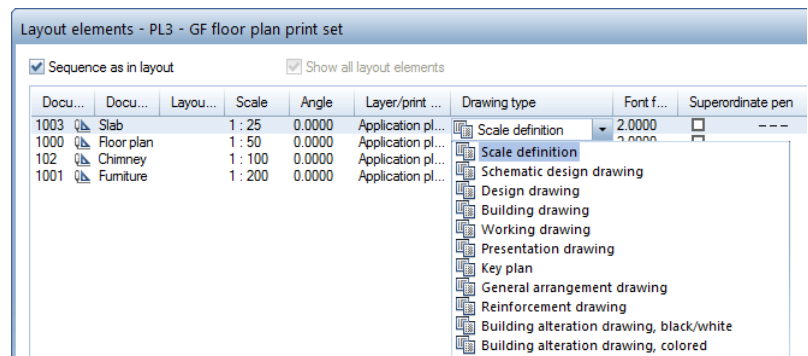 Layout elements - PL3 - GF floor plan print set
Sequence as in layout Show all layout elements
Docu... Docu... Layou... Scale Angle Layer/print ... Drawing type Font f... Superordinate pen
1003 Slab 1 : 25 0.0000 Application pl... Scale definition 2.0000 ---
1000 Floor plan 1 : 50 0.0000 Application pl...
102 Chimney 1 : 100 0.0000 Application pl...
1001 Furniture 1 : 200 0.0000 Application pl...
Scale definition
Schematic design drawing
Design drawing
Building drawing
Working drawing
Presentation drawing
Key plan
General arrangement drawing
Reinforcement drawing
Building alteration drawing, black/white
Building alteration drawing, colored